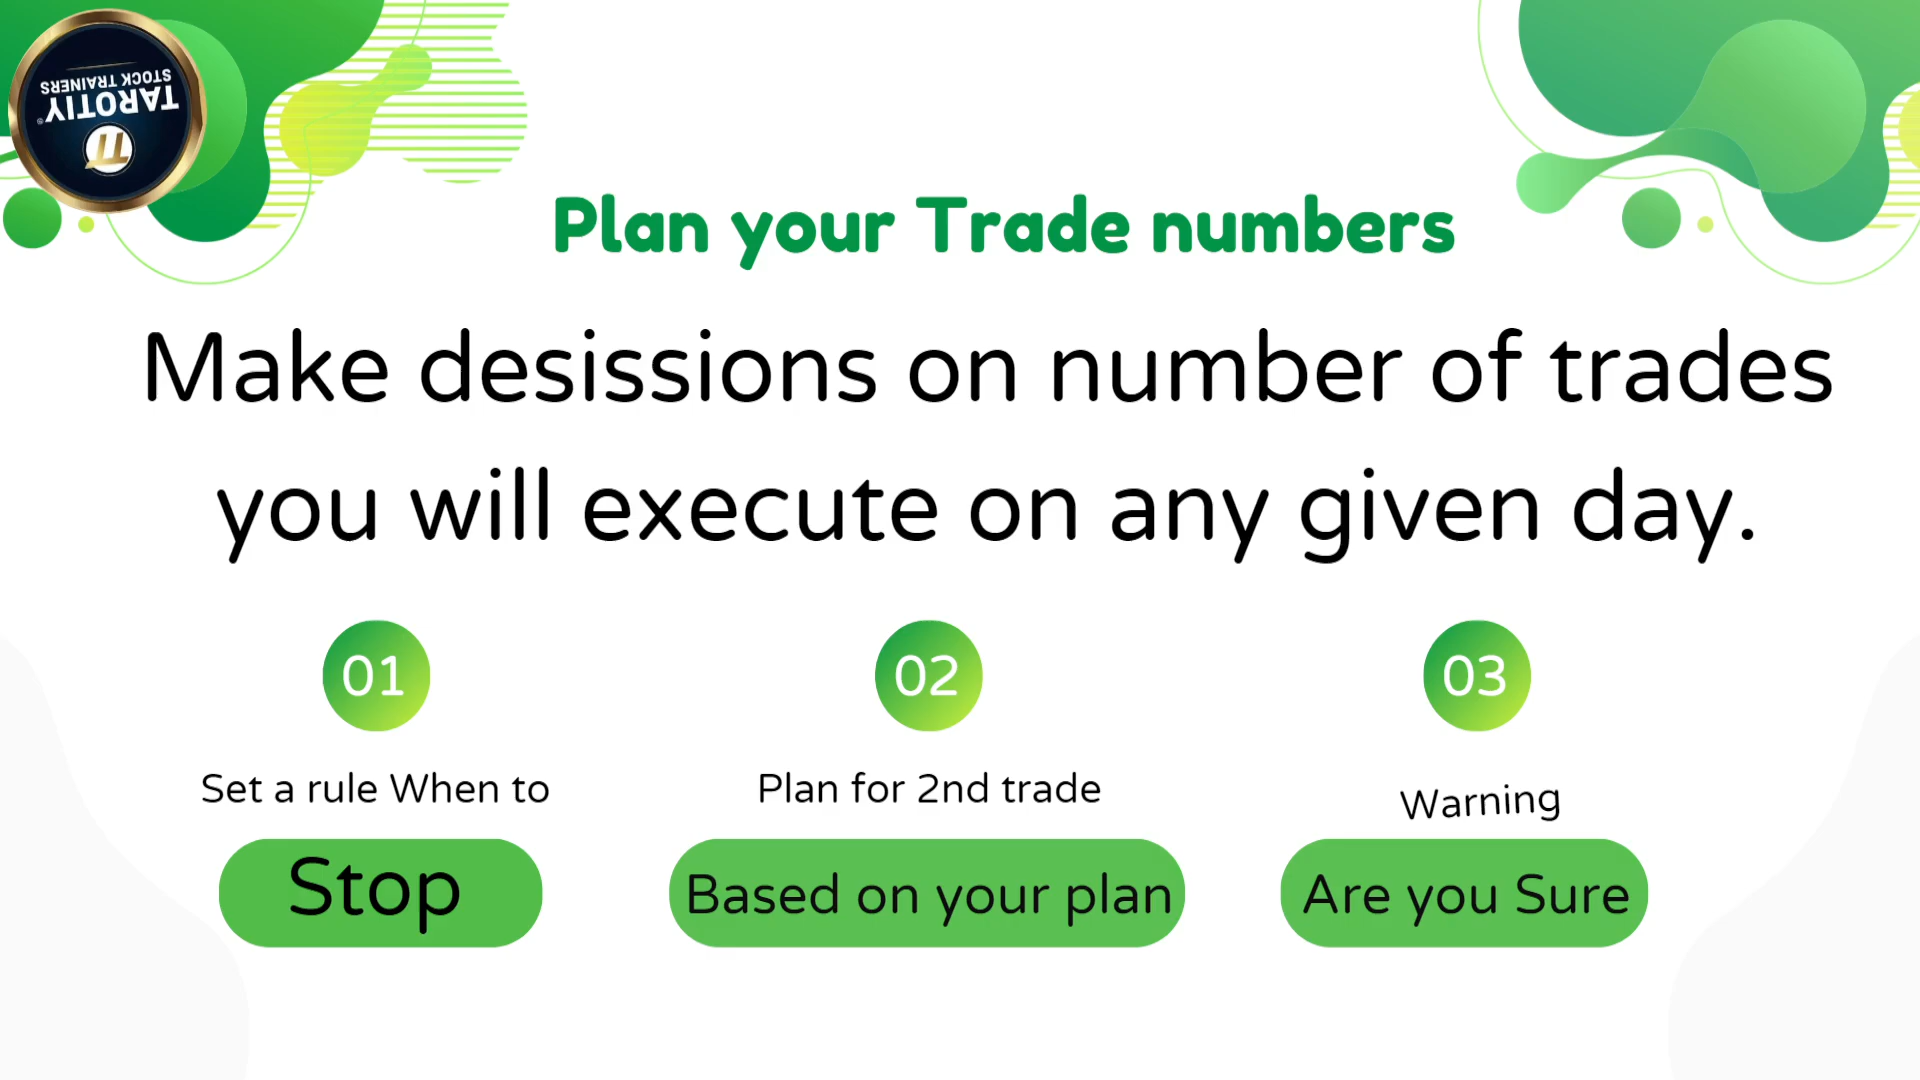 TAROTIY
STOCK TRAINERS
Plan your Trade numbers
Make desissions on number of trades
you will execute on any given day.
01
02
03
Set a rule When to
Plan for 2nd trade
Warning
Stop
Based on your plan
Are you Sure